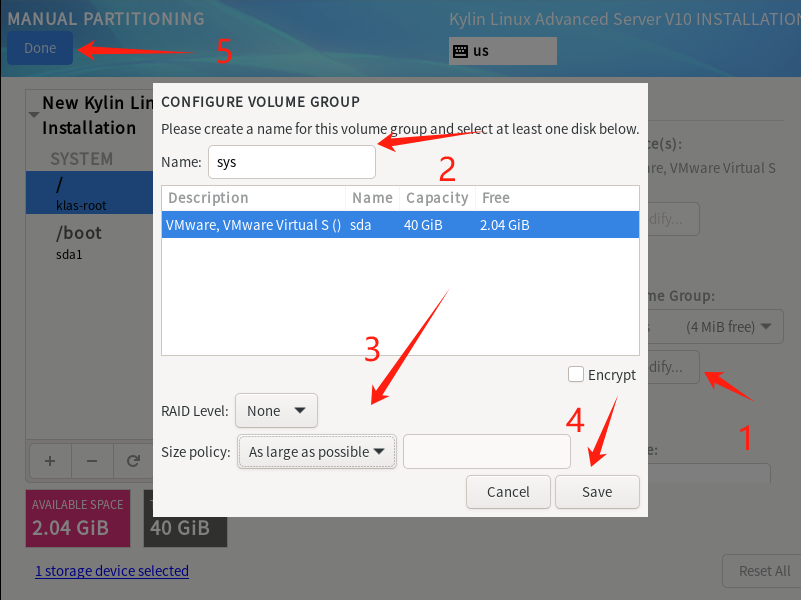 MANUAL PARTITIONING
Kylin Linux Advanced Server V10 INSTALLATION
Done
5
us
New Kylin Lin
Installation
SYSTEM
/
klas-root
/boot
sda1
CONFIGURE VOLUME GROUP
Please create a name for this volume group and select at least one disk below.
Name: sys
2
Description Name Capacity Free
VMware, VMware Virtual S () sda 40 GiB 2.04 GiB
3
Encrypt
RAID Level: None
4
Size policy: As large as possible
Cancel Save
ce(s):
re, VMware Virtual S
dify...
me Group:
s (4 MiB free)
dify...
1
e:
+ −
AVAILABLE SPACE
2.04 GiB
40 GiB
1 storage device selected
Reset All